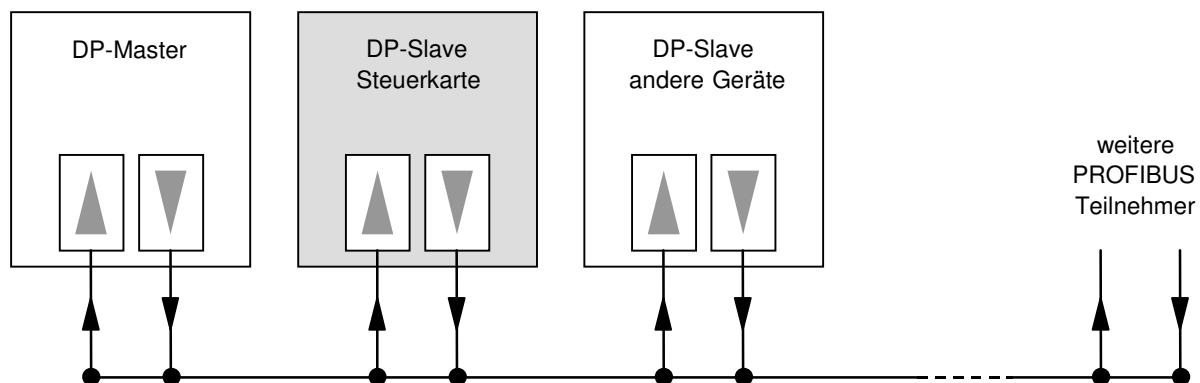 DP-Master
DP-Slave
Steuerkarte
DP-Slave
andere Geräte
weitere
PROFIBUS
Teilnehmer